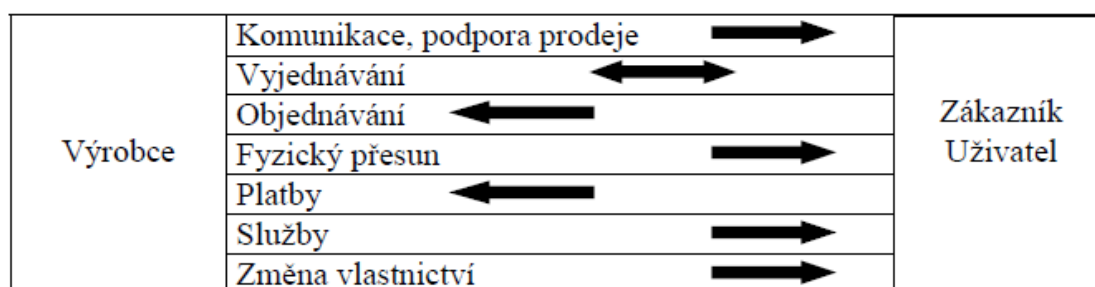 Výrobce
Komunikace, podpora prodeje
Vyjednávání
Objednávání
Fyzický přesun
Platby
Služby
Změna vlastnictví
Zákazník
Uživatel